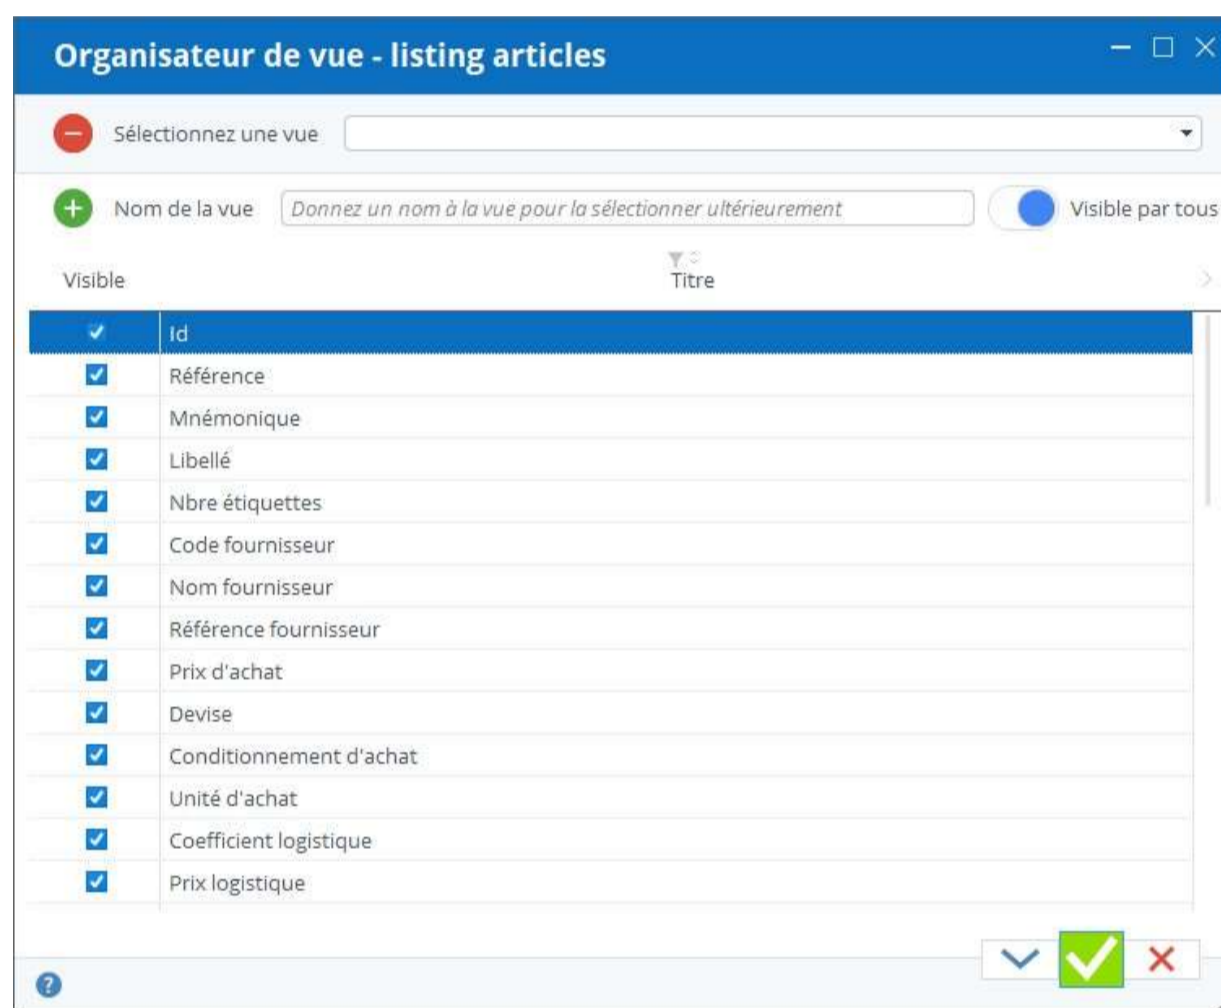 Organisateur de vue - listing articles
Sélectionnez une vue
Nom de la vue Donnez un nom à la vue pour la sélectionner ultérieurement Visible par tous
Visible Titre
Id
Référence
Mnémonique
Libellé
Nbre étiquettes
Code fournisseur
Nom fournisseur
Référence fournisseur
Prix d'achat
Devise
Conditionnement d'achat
Unité d'achat
Coefficient logistique
Prix logistique
?